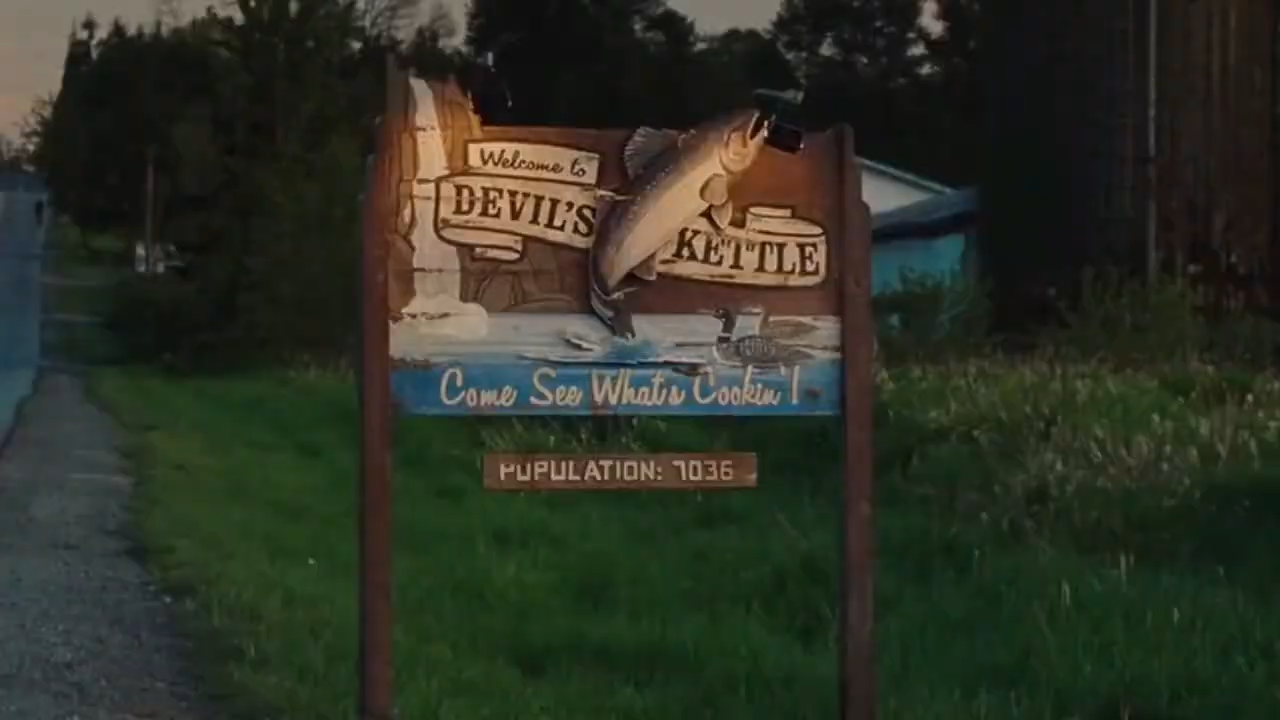 Welcome to
DEVIL'S
KETTLE
Come See What's Cookin'!
POPULATION: 7036